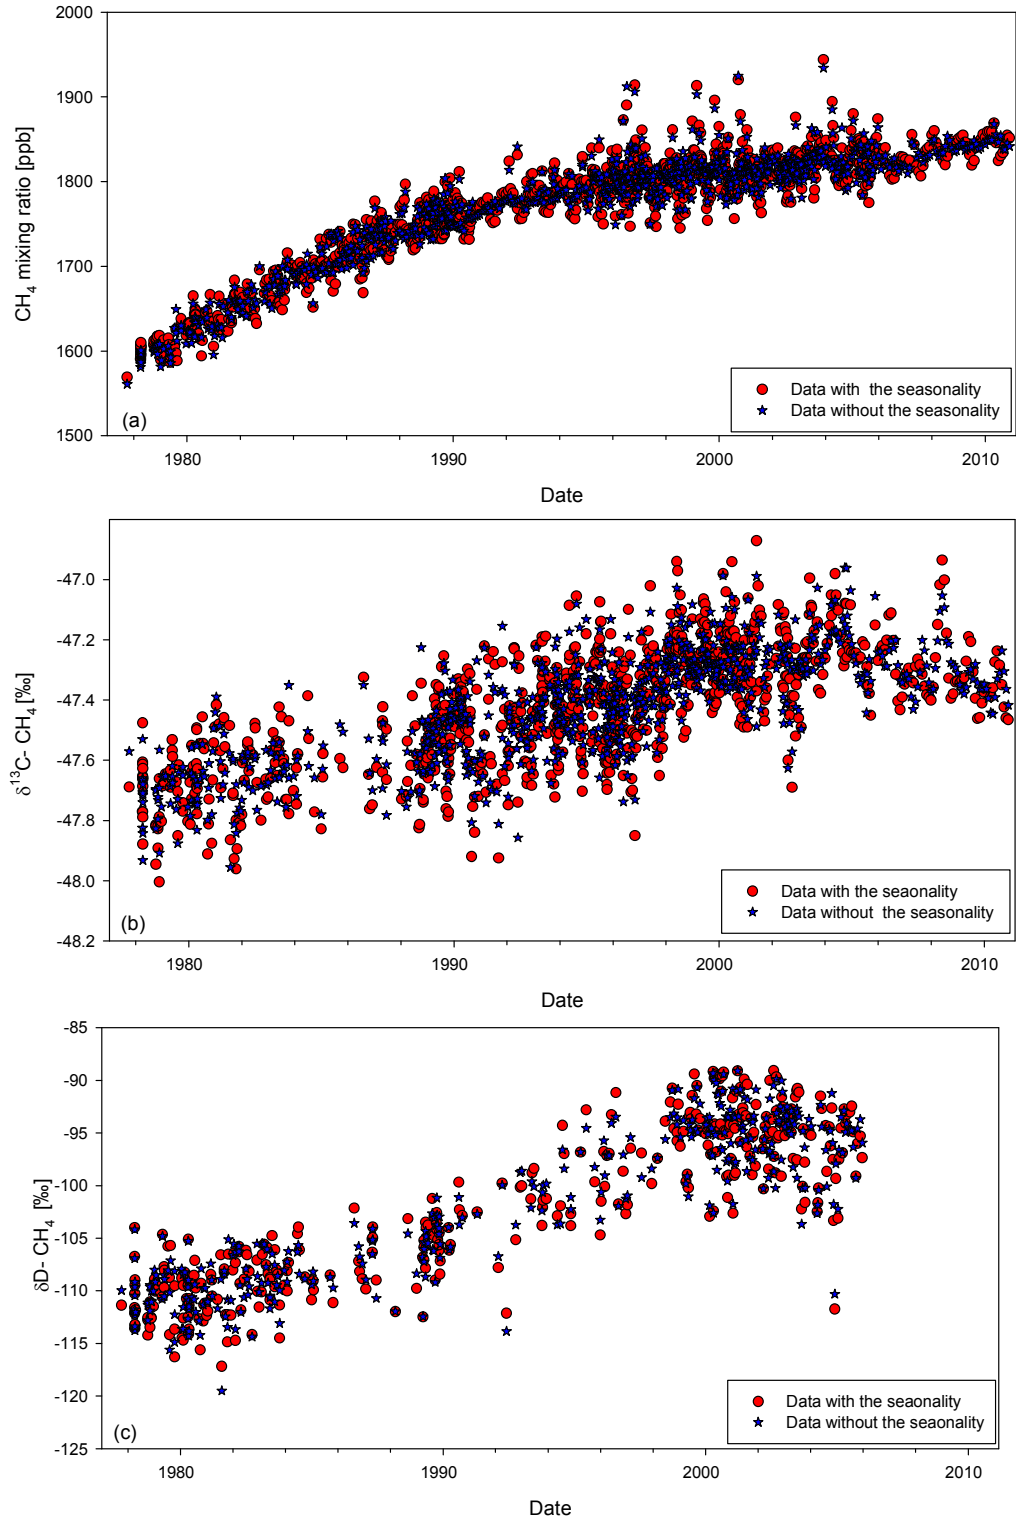 2000
1900
1800
1700
1600
1500
CH₄ mixing ratio [ppb]
(a)
Data with  the seasonality
Data without the seasonality
1980 1990 2000 2010
Date
-47.0
-47.2
-47.4
-47.6
-47.8
-48.0
-48.2
δ¹³C- CH₄ [‰]
(b)
Data with the seaonality
Data without  the seasonality
1980 1990 2000 2010
Date
-85
-90
-95
-100
-105
-110
-115
-120
-125
δD- CH₄ [‰]
(c)
Data with the seaonality
Data without the seaonality
1980 1990 2000 2010
Date